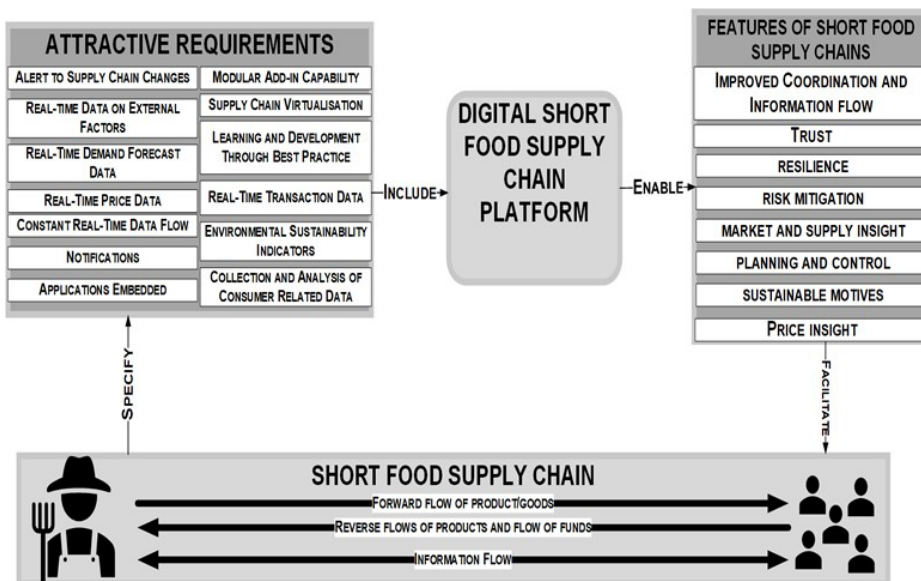 ATTRACTIVE REQUIREMENTS
ALERT TO SUPPLY CHAIN CHANGES
REAL-TIME DATA ON EXTERNAL
FACTORS
REAL-TIME DEMAND FORECAST
DATA
REAL-TIME PRICE DATA
CONSTANT REAL-TIME DATA FLOW
NOTIFICATIONS
APPLICATIONS EMBEDDED
MODULAR ADD-IN CAPABILITY
SUPPLY CHAIN VIRTUALISATION
LEARNING AND DEVELOPMENT
THROUGH BEST PRACTICE
REAL-TIME TRANSACTION DATA
ENVIRONMENTAL SUSTAINABILITY
INDICATORS
COLLECTION AND ANALYSIS OF
CONSUMER RELATED DATA
INCLUDE
DIGITAL SHORT
FOOD SUPPLY
CHAIN
PLATFORM
ENABLE
FEATURES OF SHORT FOOD
SUPPLY CHAINS
IMPROVED COORDINATION AND
INFORMATION FLOW
TRUST
RESILIENCE
RISK MITIGATION
MARKET AND SUPPLY INSIGHT
PLANNING AND CONTROL
SUSTAINABLE MOTIVES
PRICE INSIGHT
SPECIFY
FACILITATE
SHORT FOOD SUPPLY CHAIN
FORWARD FLOW OF PRODUCT/GOODS
REVERSE FLOWS OF PRODUCTS AND FLOW OF FUNDS
INFORMATION FLOW